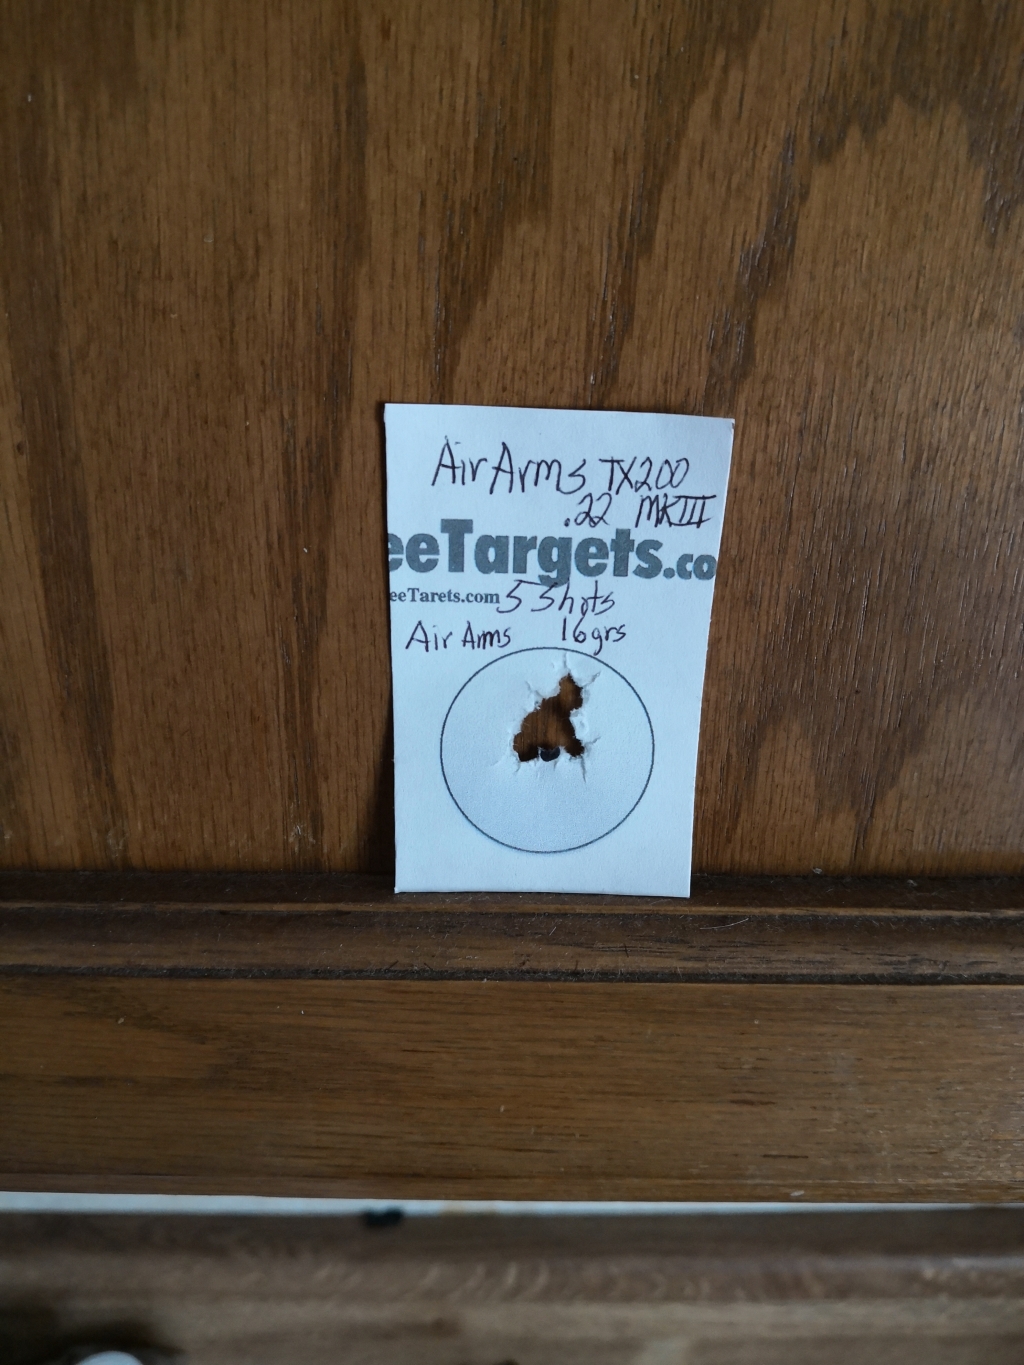 Air Arms TX200
.22 MKIII
eeTargets.co
eeTarets.com 5 Shots
Air Arms 16grs